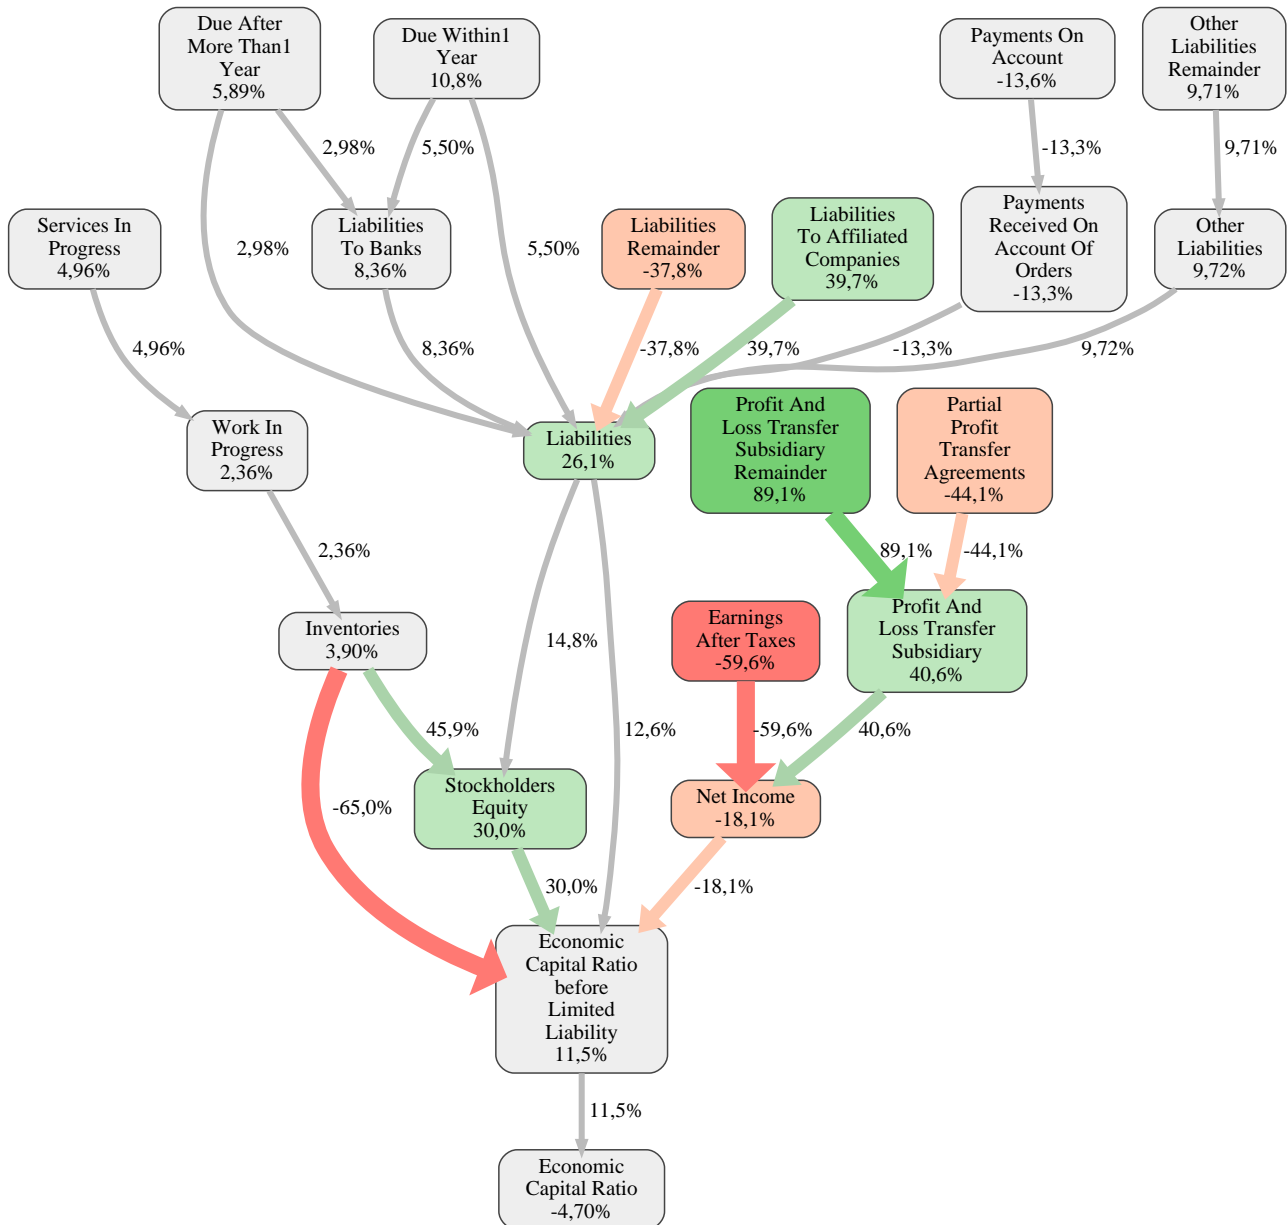 Due After
More Than1
Year
5,89%
Due Within1
Year
10,8%
Payments On
Account
-13,6%
Other
Liabilities
Remainder
9,71%
2,98%
5,50%
-13,3%
9,71%
Services In
Progress
4,96%
Liabilities
To Banks
8,36%
Liabilities
Remainder
-37,8%
Liabilities
To Affiliated
Companies
39,7%
Payments
Received On
Account Of
Orders
-13,3%
Other
Liabilities
9,72%
2,98%
5,50%
4,96%
8,36%
-37,8%
39,7%
-13,3%
9,72%
Work In
Progress
2,36%
Liabilities
26,1%
Profit And
Loss Transfer
Subsidiary
Remainder
89,1%
Partial
Profit
Transfer
Agreements
-44,1%
2,36%
89,1%
-44,1%
Inventories
3,90%
14,8%
Earnings
After Taxes
-59,6%
Profit And
Loss Transfer
Subsidiary
40,6%
45,9%
12,6%
-59,6%
40,6%
-65,0%
Stockholders
Equity
30,0%
Net Income
-18,1%
30,0%
-18,1%
Economic
Capital Ratio
before
Limited
Liability
11,5%
11,5%
Economic
Capital Ratio
-4,70%